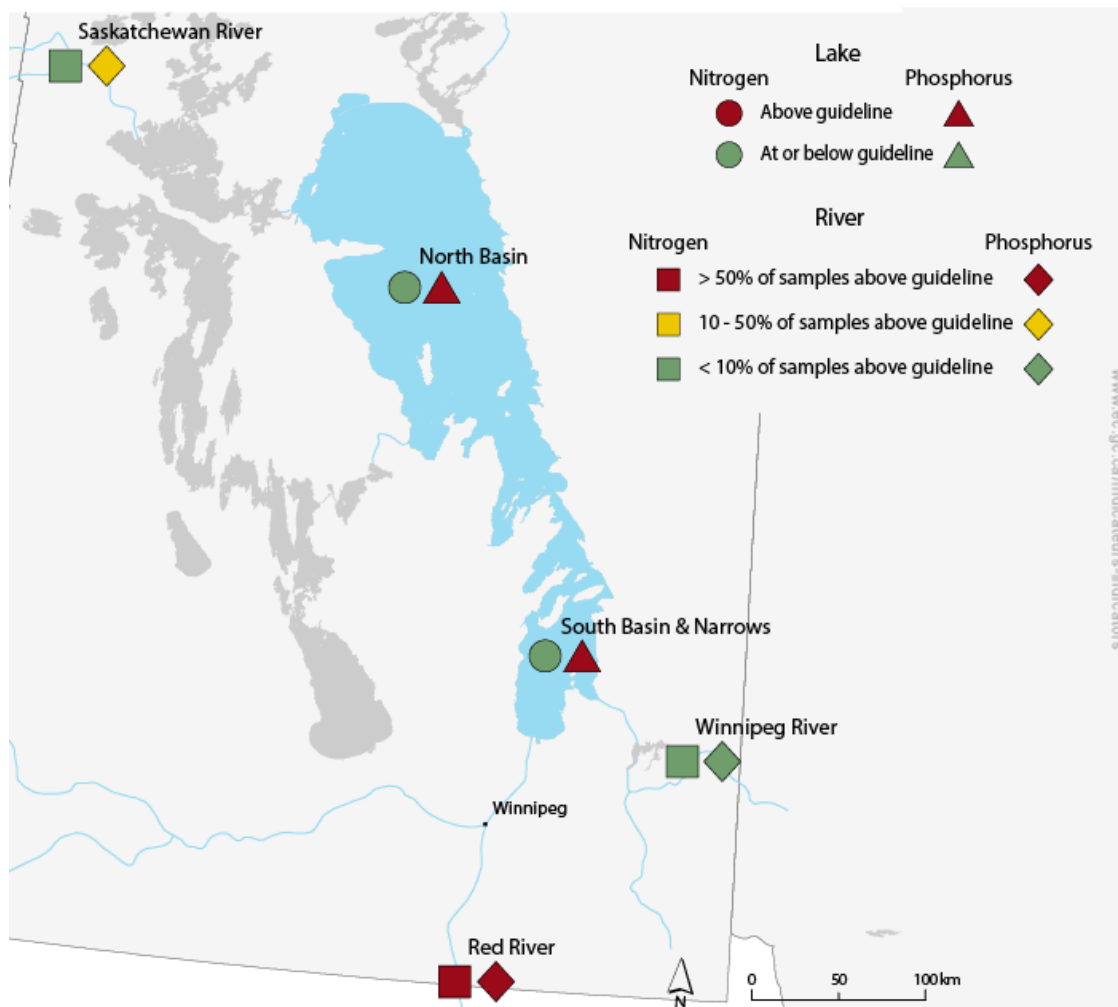 Saskatchewan River
Lake
Nitrogen
Phosphorus
Above guideline
At or below guideline
River
Nitrogen
Phosphorus
> 50% of samples above guideline
10 - 50% of samples above guideline
< 10% of samples above guideline
North Basin
South Basin & Narrows
Winnipeg River
Winnipeg
Red River
N
0 50 100 km